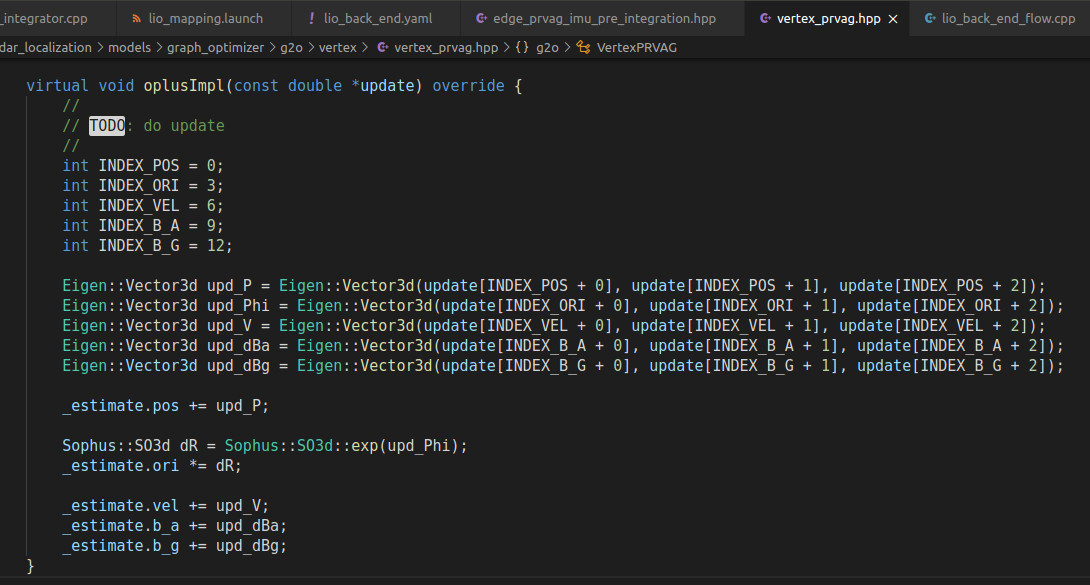 _integrator.cpp lio_mapping.launch ! lio_back_end.yaml edge_prvag_imu_pre_integration.hpp vertex_prvag.hpp × lio_back_end_flow.cpp
dar_localization > models > graph_optimizer > g2o > vertex > vertex_prvag.hpp > {} g2o > VertexPRVAG
virtual void oplusImpl(const double *update) override {
//
// TODO: do update
//
int INDEX_POS = 0;
int INDEX_ORI = 3;
int INDEX_VEL = 6;
int INDEX_B_A = 9;
int INDEX_B_G = 12;
Eigen::Vector3d upd_P = Eigen::Vector3d(update[INDEX_POS + 0], update[INDEX_POS + 1], update[INDEX_POS + 2]);
Eigen::Vector3d upd_Phi = Eigen::Vector3d(update[INDEX_ORI + 0], update[INDEX_ORI + 1], update[INDEX_ORI + 2]);
Eigen::Vector3d upd_V = Eigen::Vector3d(update[INDEX_VEL + 0], update[INDEX_VEL + 1], update[INDEX_VEL + 2]);
Eigen::Vector3d upd_dBa = Eigen::Vector3d(update[INDEX_B_A + 0], update[INDEX_B_A + 1], update[INDEX_B_A + 2]);
Eigen::Vector3d upd_dBg = Eigen::Vector3d(update[INDEX_B_G + 0], update[INDEX_B_G + 1], update[INDEX_B_G + 2]);
_estimate.pos += upd_P;
Sophus::SO3d dR = Sophus::SO3d::exp(upd_Phi);
_estimate.ori *= dR;
_estimate.vel += upd_V;
_estimate.b_a += upd_dBa;
_estimate.b_g += upd_dBg;
}